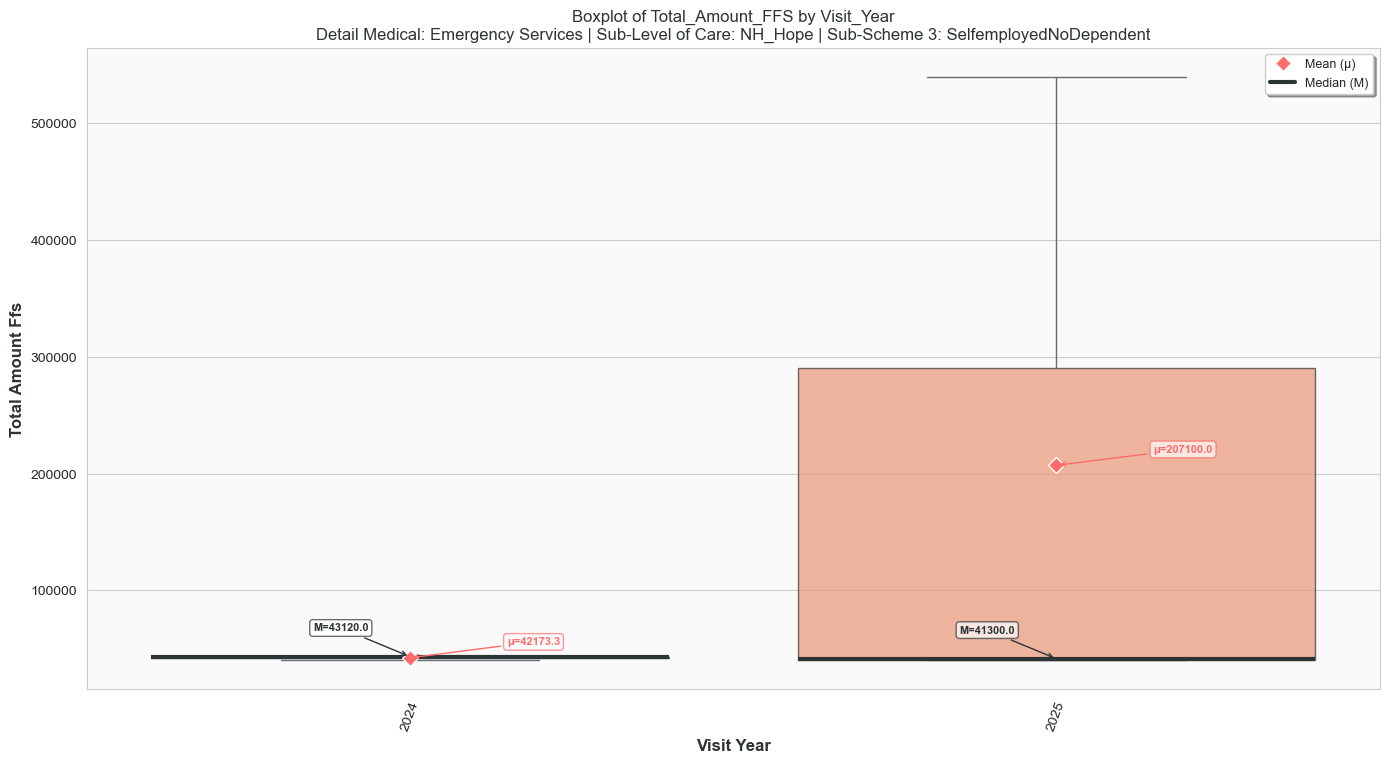 Boxplot of Total_Amount_FFS by Visit_Year
Detail Medical: Emergency Services | Sub-Level of Care: NH_Hope | Sub-Scheme 3: SelfemployedNoDependent
Mean (μ)
Median (M)
Total Amount Ffs
500000
400000
300000
200000
100000
M=43120.0
μ=42173.3
μ=207100.0
M=41300.0
2024
2025
Visit Year